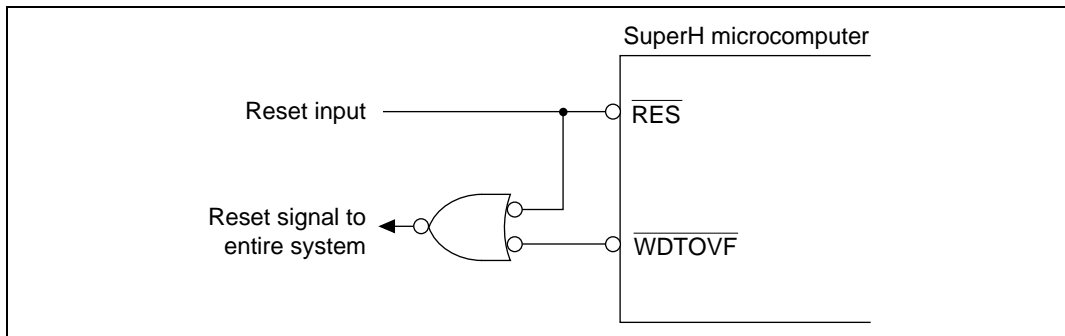 SuperH microcomputer
Reset input
RES
Reset signal to
entire system
WDTOVF